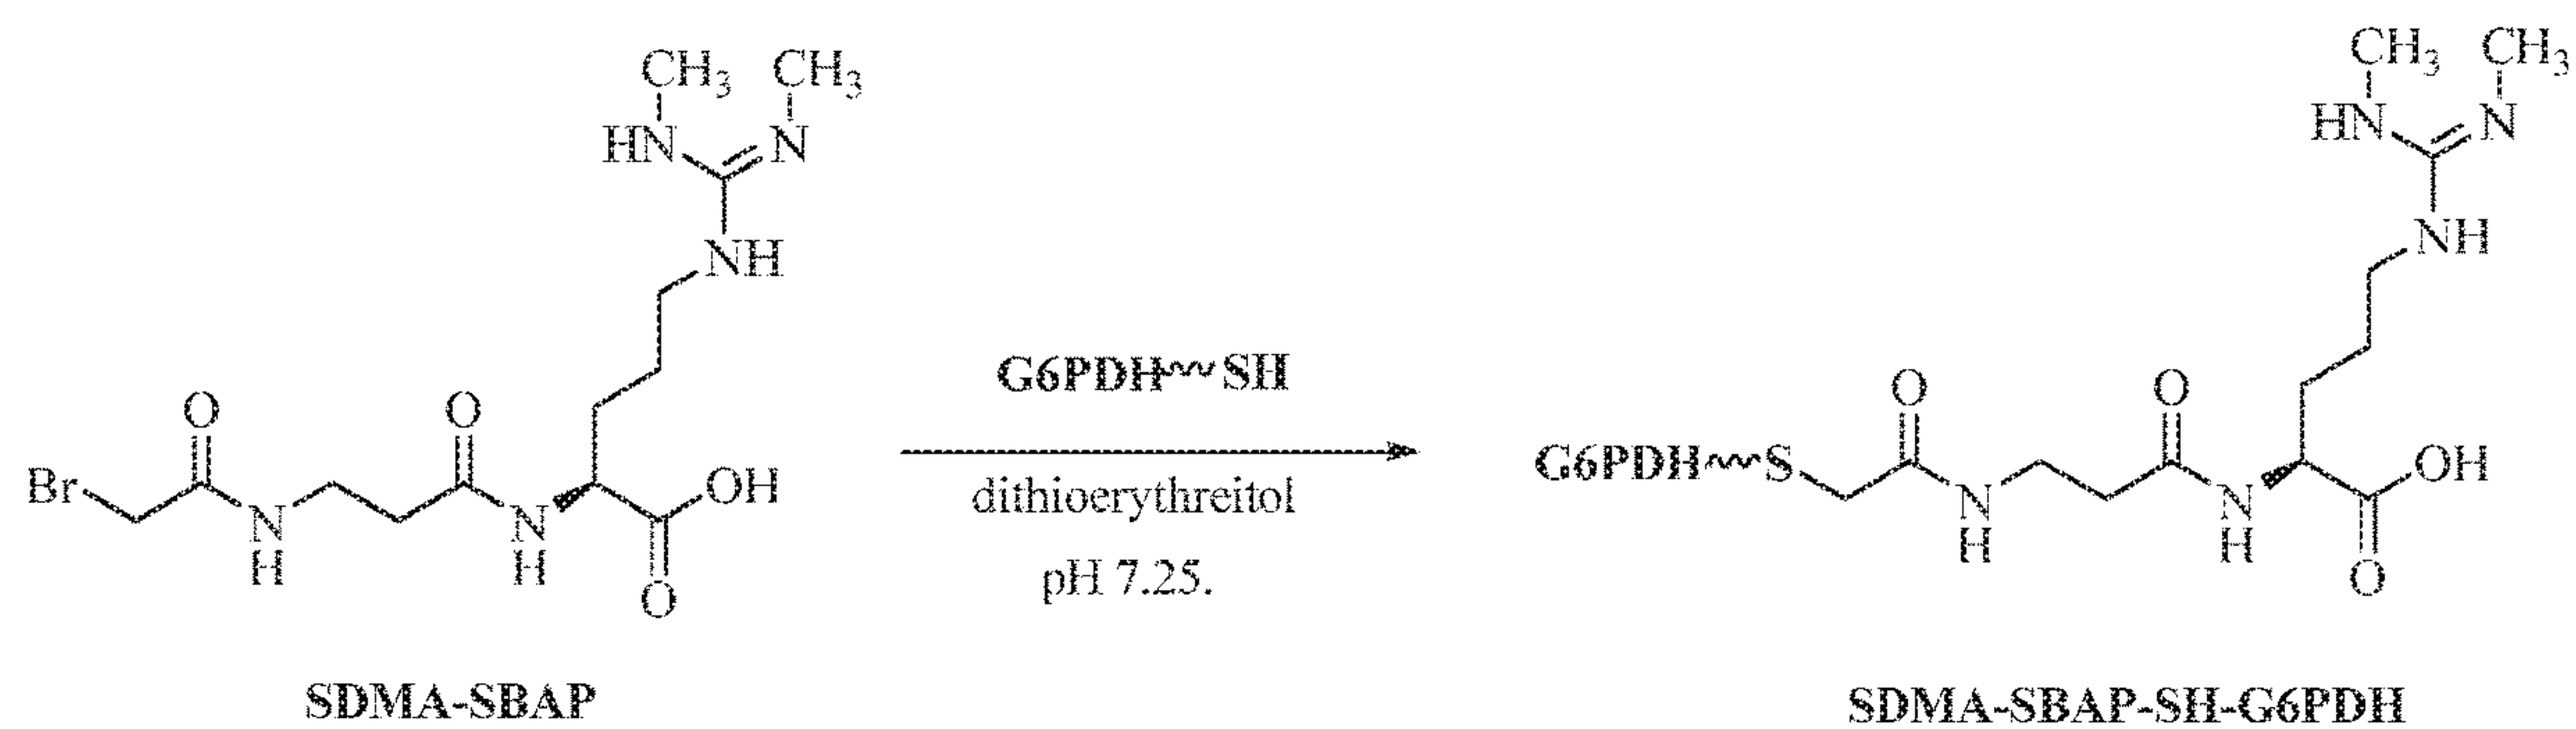 CH3 CH3
HN N
NH
O O
Br N H N H OH
O
SDMA-SBAP
G6PDH SH
dithioerythreitol
pH 7.25.
CH3 CH3
HN N
NH
O O
G6PDH S N H N H OH
O
SDMA-SBAP-SH-G6PDH